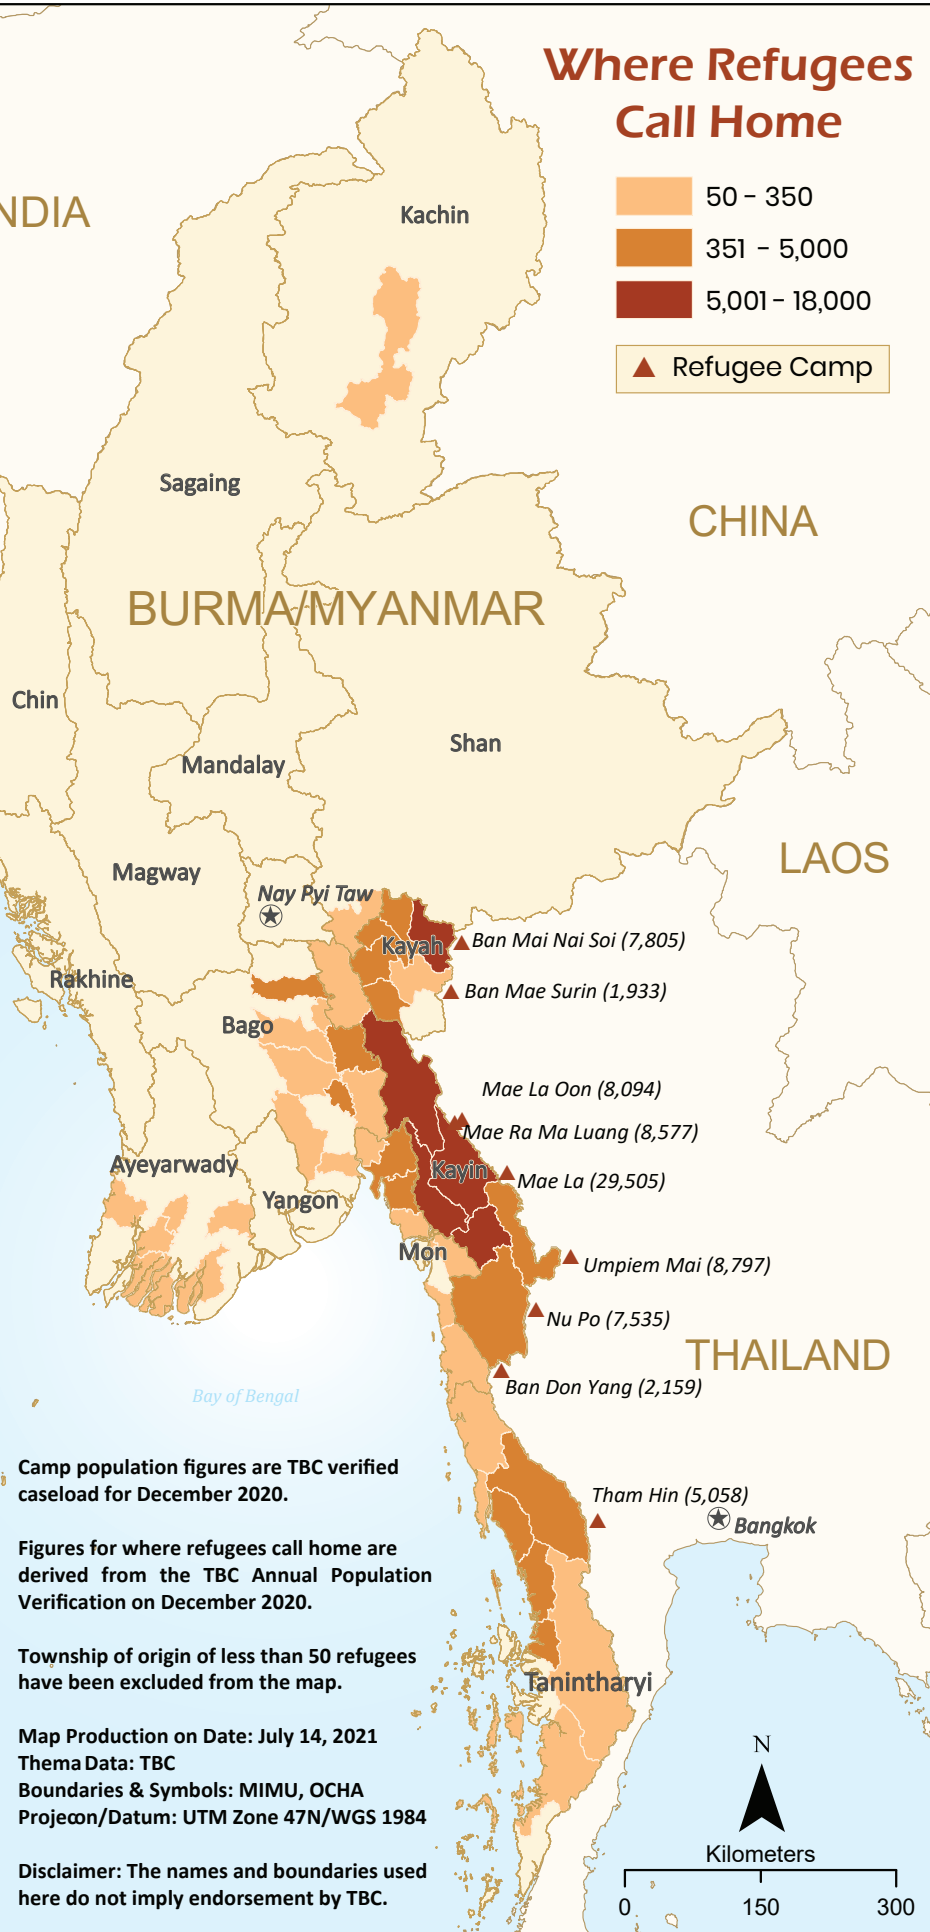 Where Refugees
Call Home
50 - 350
351 - 5,000
5,001 - 18,000
Refugee Camp
NDIA
Kachin
Sagaing
CHINA
BURMA/MYANMAR
Chin
Shan
Mandalay
LAOS
Magway
Nay Pyi Taw
Kayah
Ban Mai Nai Soi (7,805)
Rakhine
Ban Mae Surin (1,933)
Bago
Mae La Oon (8,094)
Mae Ra Ma Luang (8,577)
Ayeyarwady
Kayin
Mae La (29,505)
Yangon
Mon
Umpiem Mai (8,797)
Nu Po (7,535)
THAILAND
Ban Don Yang (2,159)
Bay of Bengal
Camp population figures are TBC verified
caseload for December 2020.
Tham Hin (5,058)
Bangkok
Figures for where refugees call home are
derived from the TBC Annual Population
Verification on December 2020.
Township of origin of less than 50 refugees
have been excluded from the map.
Tanintharyi
Map Production on Date: July 14, 2021
Thema Data: TBC
Boundaries & Symbols: MIMU, OCHA
Projecon/Datum: UTM Zone 47N/WGS 1984
N
Kilometers
Disclaimer: The names and boundaries used
here do not imply endorsement by TBC.
0 150 300